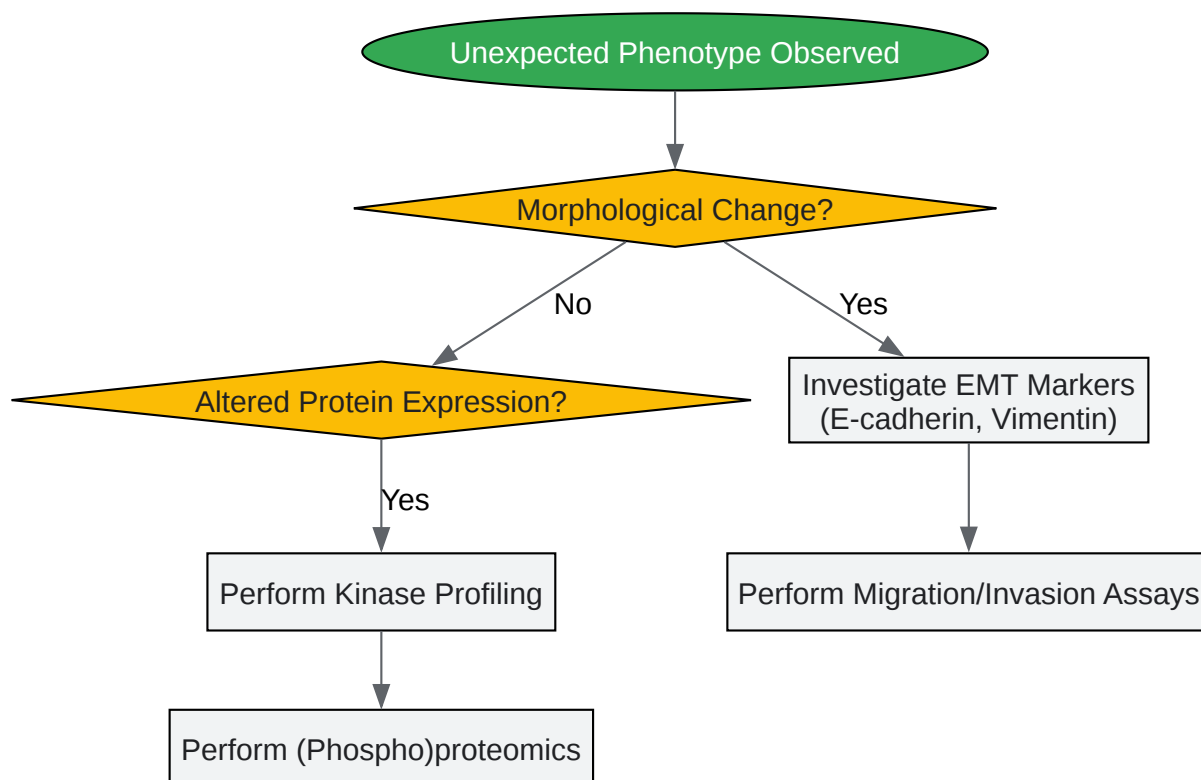 Unexpected Phenotype Observed
Morphological Change?
No
Yes
Altered Protein Expression?
Investigate EMT Markers
(E-cadherin, Vimentin)
Yes
Perform Kinase Profiling
Perform Migration/Invasion Assays
Perform (Phospho)proteomics